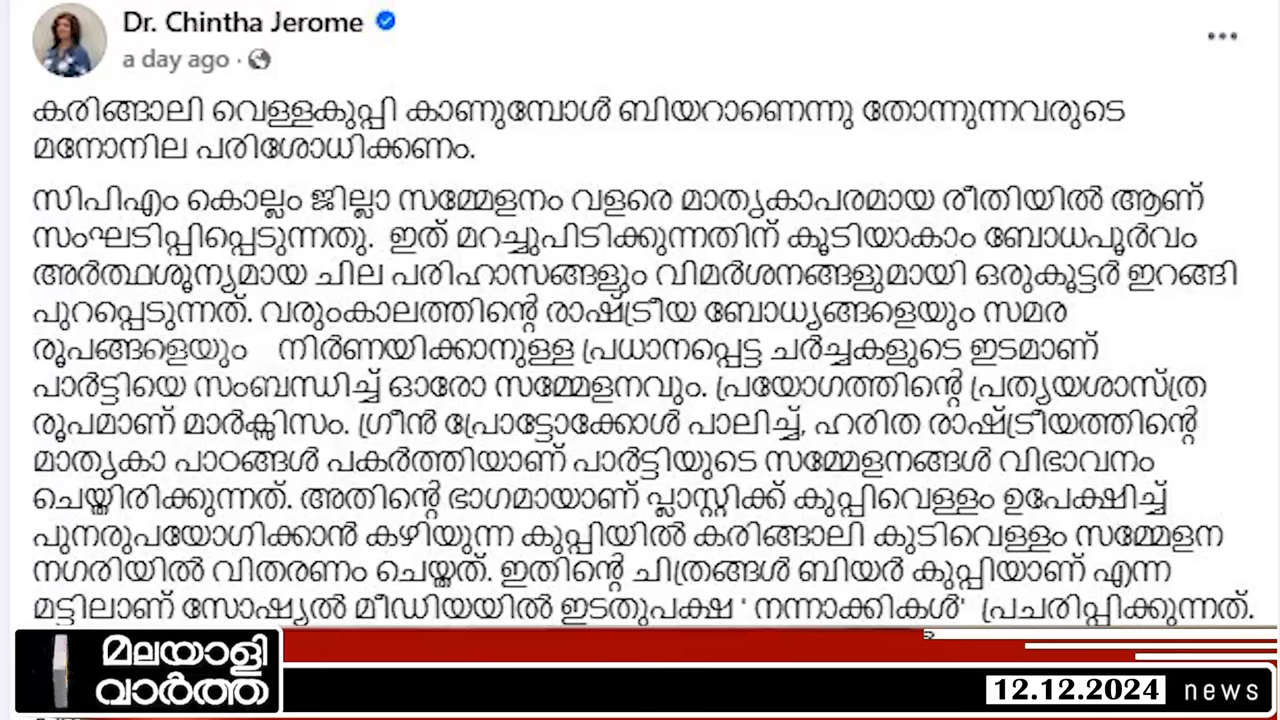 Dr. Chintha Jerome
a day ago ·
കരിങ്ങാലി വെള്ളകുപ്പി കാണുമ്പോൾ ബിയറാണെന്നു തോന്നുന്നവരുടെ
മനോനില പരിശോധിക്കണം.
സിപിഎം കൊല്ലം ജില്ലാ സമ്മേളനം വളരെ മാതൃകാപരമായ രീതിയിൽ ആണ്
സംഘടിപ്പിപ്പെടുന്നതു. ഇത് മറച്ചുപിടിക്കുന്നതിന് കൂടിയാകാം ബോധപൂർവം
അർത്ഥശൂന്യമായ ചില പരിഹാസങ്ങളും വിമർശനങ്ങളുമായി ഒരുകൂട്ടർ ഇറങ്ങി
പുറപ്പെടുന്നത്. വരുംകാലത്തിന്റെ രാഷ്ട്രീയ ബോധ്യങ്ങളെയും സമര
രൂപങ്ങളെയും നിർണയിക്കാനുള്ള പ്രധാനപ്പെട്ട ചർച്ചകളുടെ ഇടമാണ്
പാർട്ടിയെ സംബന്ധിച്ച് ഓരോ സമ്മേളനവും. പ്രയോഗത്തിന്റെ പ്രത്യയശാസ്ത്ര
രൂപമാണ് മാർക്സിസം. ഗ്രീൻ പ്രോട്ടോക്കോൾ പാലിച്ച്, ഹരിത രാഷ്ട്രീയത്തിന്റെ
മാതൃകാ പാഠങ്ങൾ പകർത്തിയാണ് പാർട്ടിയുടെ സമ്മേളനങ്ങൾ വിഭാവനം
ചെയ്തിരിക്കുന്നത്. അതിന്റെ ഭാഗമായാണ് പ്ലാസ്റ്റിക്ക് കുപ്പിവെള്ളം ഉപേക്ഷിച്ച്
പുനരുപയോഗിക്കാൻ കഴിയുന്ന കുപ്പിയിൽ കരിങ്ങാലി കുടിവെള്ളം സമ്മേളന
നഗരിയിൽ വിതരണം ചെയ്തത്. ഇതിന്റെ ചിത്രങ്ങൾ ബിയർ കുപ്പിയാണ് എന്ന
മട്ടിലാണ് സോഷ്യൽ മീഡിയയിൽ ഇടതുപക്ഷ ' നന്നാക്കികൾ' പ്രചരിപ്പിക്കുന്നത്.
മലയാളി
വാർത്ത
12.12.2024 news